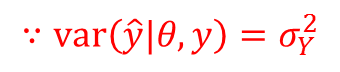 ∵ var(ŷ|θ, y) = σ_Y^2